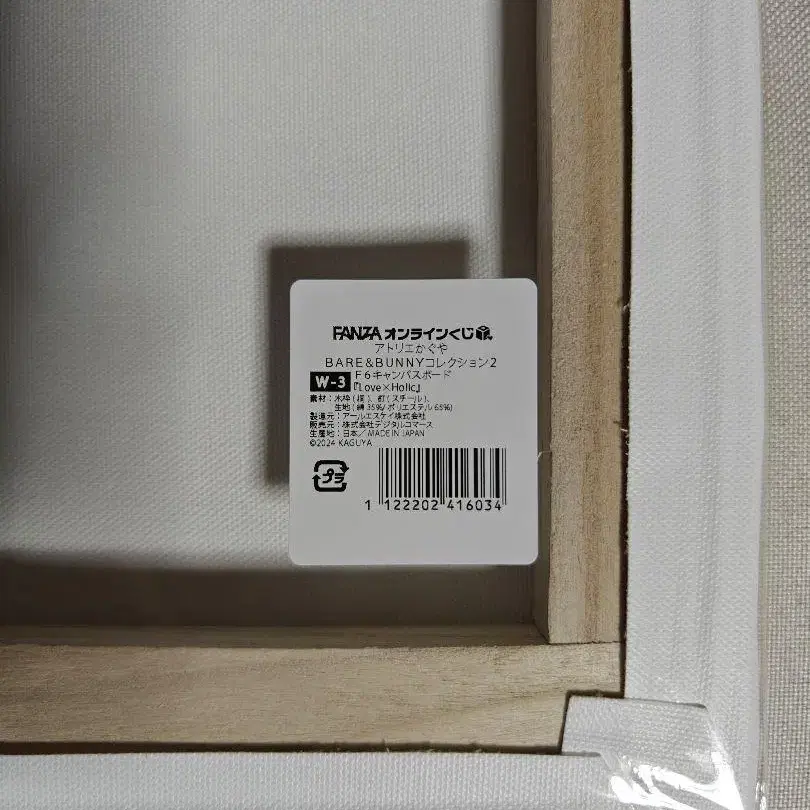 FANZA オンラインくじ
アトリエかぐや
BARE&BUNNYコレクション2
W-3 F6キャンバスボード
『Love×Holic』
素材：木枠(桐)、釘(スチール)、
生地(綿35%/ポリエステル65%)
製造元：アールエスケイ株式会社
販売元：株式会社デジタルコマース
生産地：日本/MADE IN JAPAN
©2024 KAGUYA
プラ
1 122202 416034